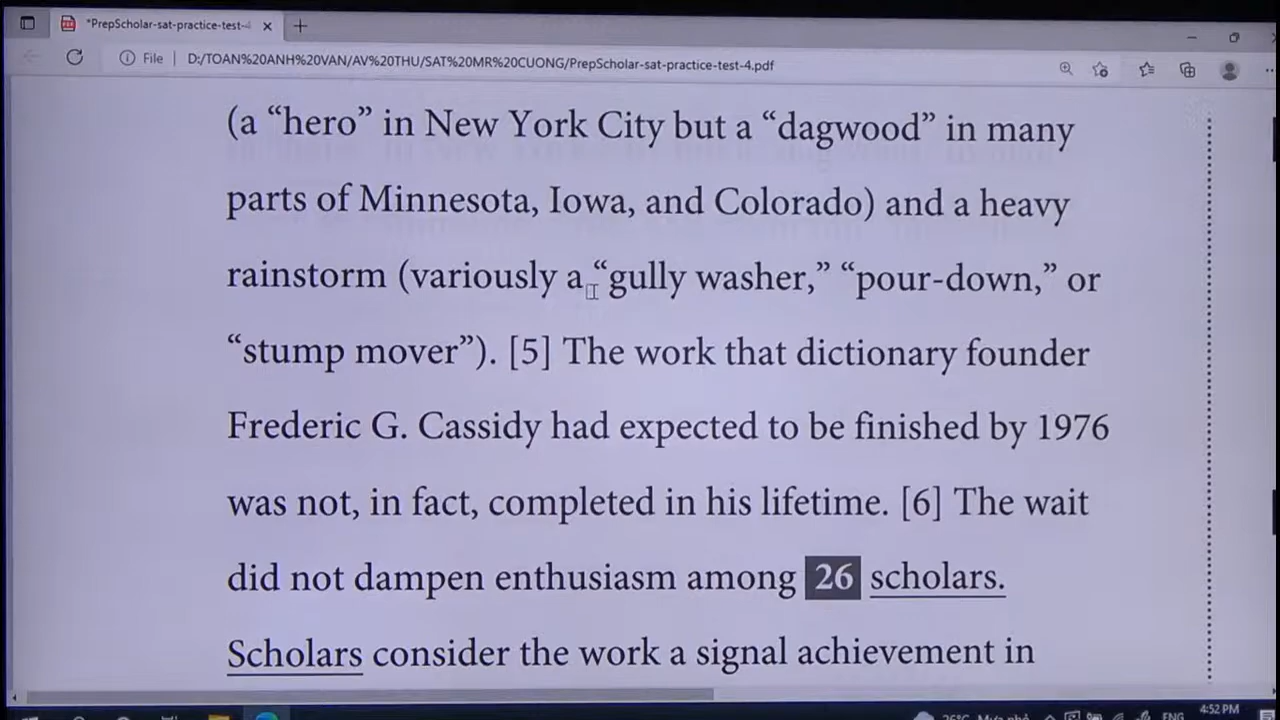 *PrepScholar-sat-practice-test-
File
D:/TOAN%20ANH%20VAN/AV%20THU/SAT%20MR%20CUONG/PrepScholar-sat-practice-test-4.pdf
(a “hero” in New York City but a “dagwood” in many
parts of Minnesota, Iowa, and Colorado) and a heavy
rainstorm (variously a “gully washer,” “pour-down,” or
“stump mover”). [5] The work that dictionary founder
Frederic G. Cassidy had expected to be finished by 1976
was not, in fact, completed in his lifetime. [6] The wait
did not dampen enthusiasm among 26 scholars.
Scholars consider the work a signal achievement in
4:52 PM
ENG